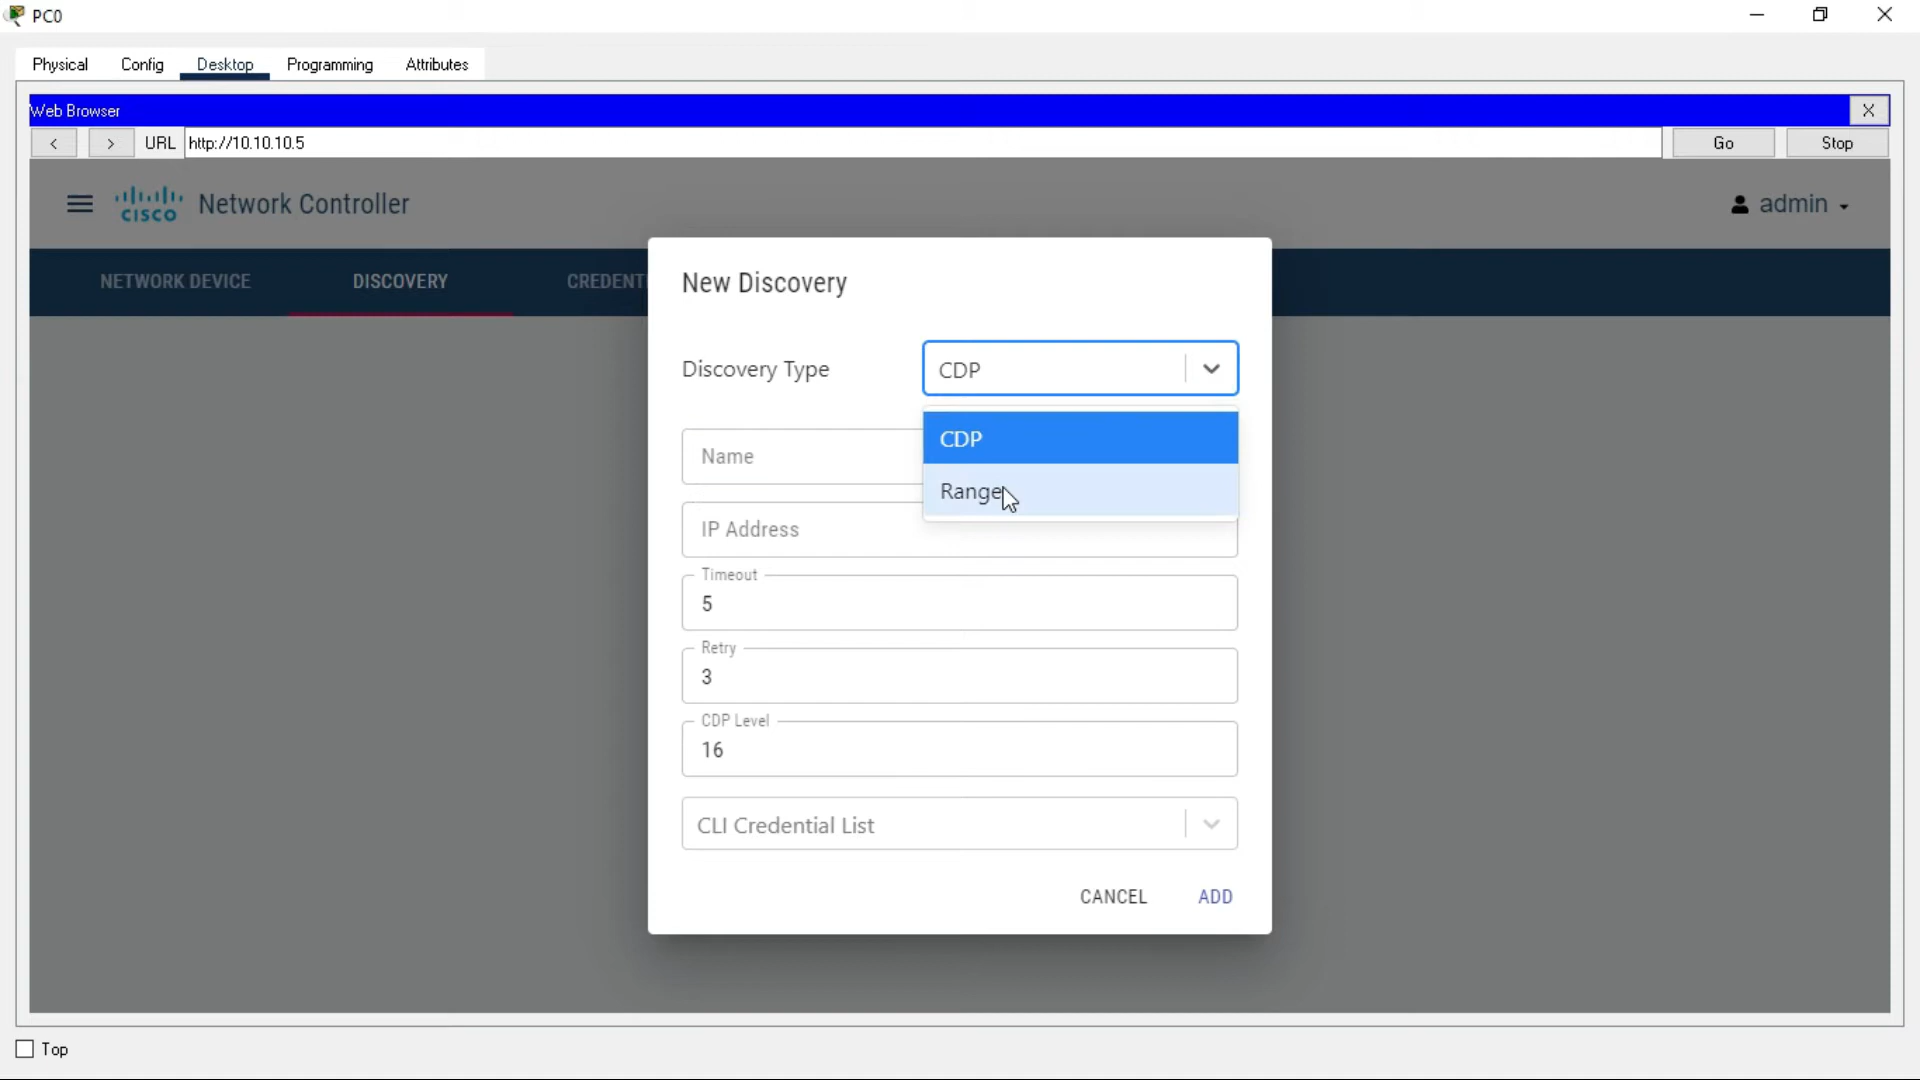 PC0
Physical Config Desktop Programming Attributes
Web Browser
X
< > URL http://10.10.10.5 Go Stop
CISCO Network Controller admin
NETWORK DEVICE DISCOVERY CREDENTI
New Discovery
Discovery Type CDP
CDP
Name
Range
IP Address
Timeout
5
Retry
3
CDP Level
16
CLI Credential List
CANCEL ADD
Top